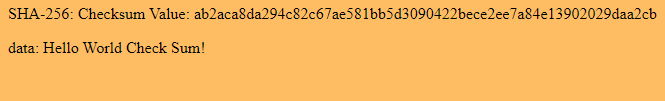 SHA-256: Checksum Value: ab2aca8da294c82c67ae581bb5d3090422bece2ee7a84e13902029daa2cb
data: Hello World Check Sum!